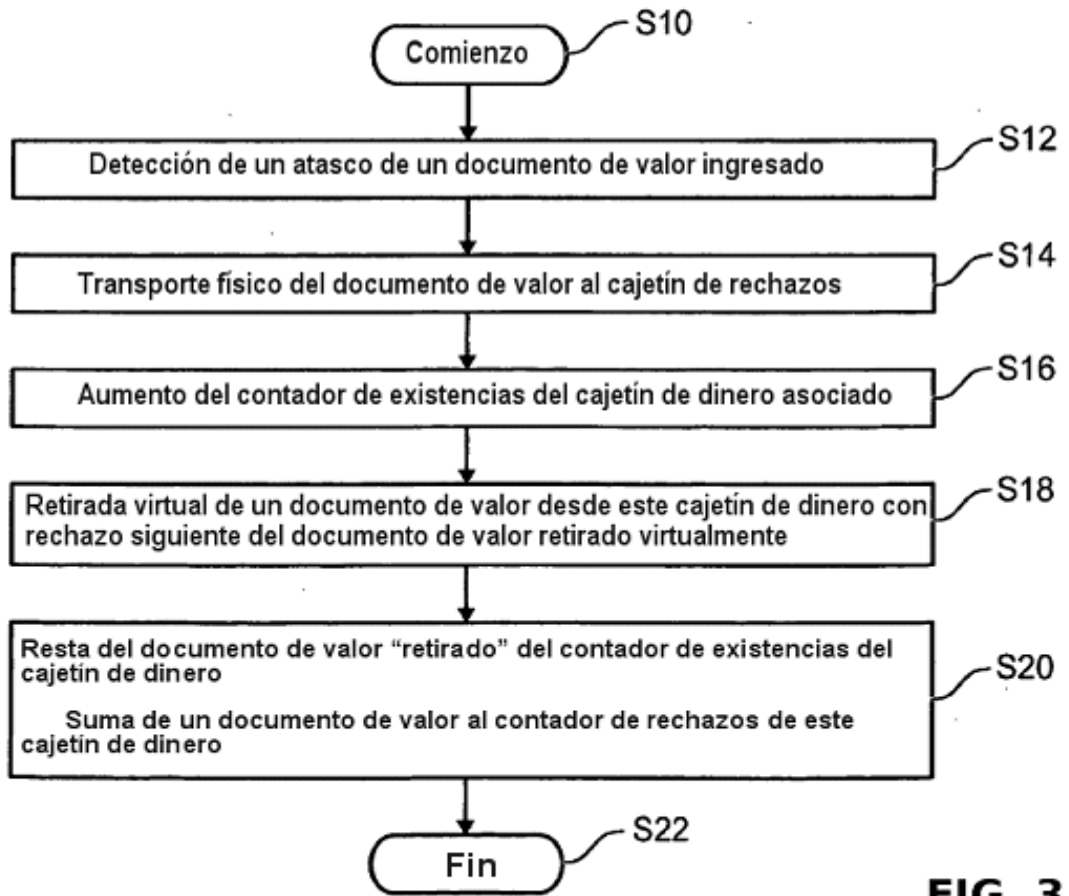 S10
Comienzo
S12
Detección de un atasco de un documento de valor ingresado
S14
Transporte físico del documento de valor al cajetín de rechazos
S16
Aumento del contador de existencias del cajetín de dinero asociado
S18
Retirada virtual de un documento de valor desde este cajetín de dinero con
rechazo siguiente del documento de valor retirado virtualmente
Resta del documento de valor “retirado” del contador de existencias del
cajetín de dinero
S20
Suma de un documento de valor al contador de rechazos de este
cajetín de dinero
S22
Fin
FIG. 3